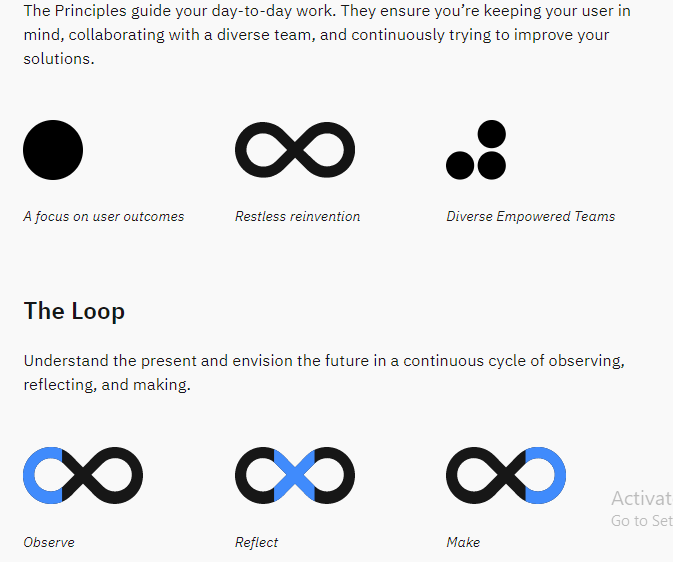 The Principles guide your day-to-day work. They ensure you’re keeping your user in
mind, collaborating with a diverse team, and continuously trying to improve your
solutions.
A focus on user outcomes
Restless reinvention
Diverse Empowered Teams
The Loop
Understand the present and envision the future in a continuous cycle of observing,
reflecting, and making.
Observe
Reflect
Make
Activat
Go to Set